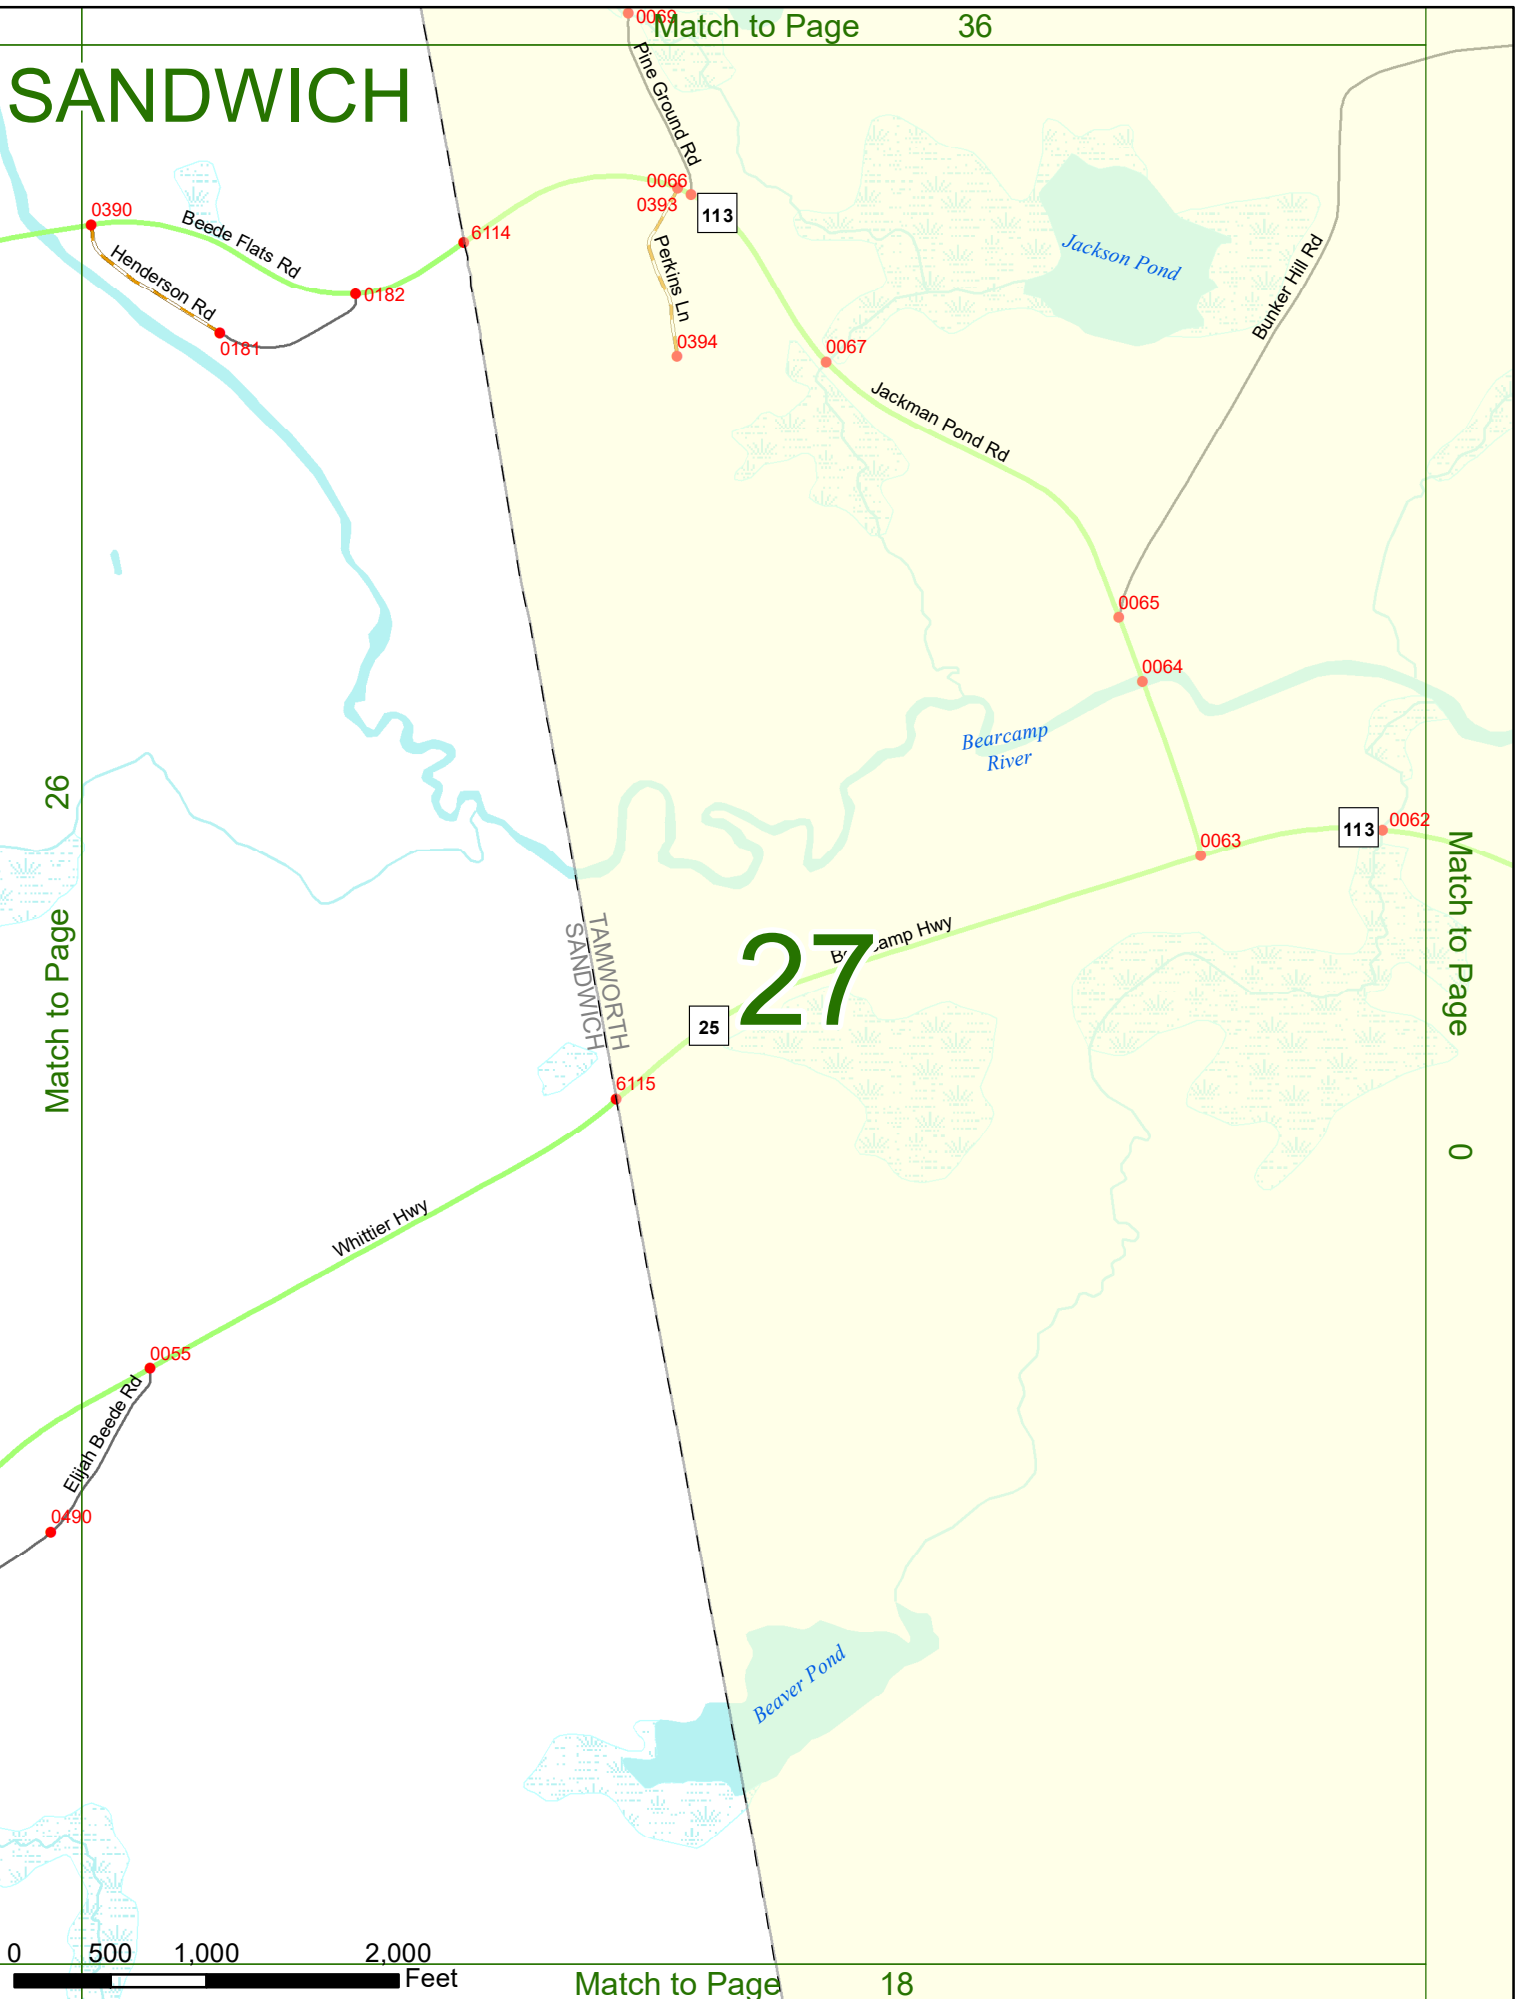 0069
Match to Page 36
SANDWICH
Pine Ground Rd
0066
0393
113
0390
Beede Flats Rd
6114
Henderson Rd
0182
0181
Perkins Ln
0394
Jackson Pond
Bunker Hill Rd
0067
Jackman Pond Rd
0065
0064
Bearcamp
River
Match to Page 26
113
0062
0063
Match to Page 0
TAMWORTH
SANDWICH
27
camp Hwy
25
6115
Whittier Hwy
0055
Elijah Beede Rd
0490
Beaver Pond
0 500 1,000 2,000
Feet
Match to Page 18